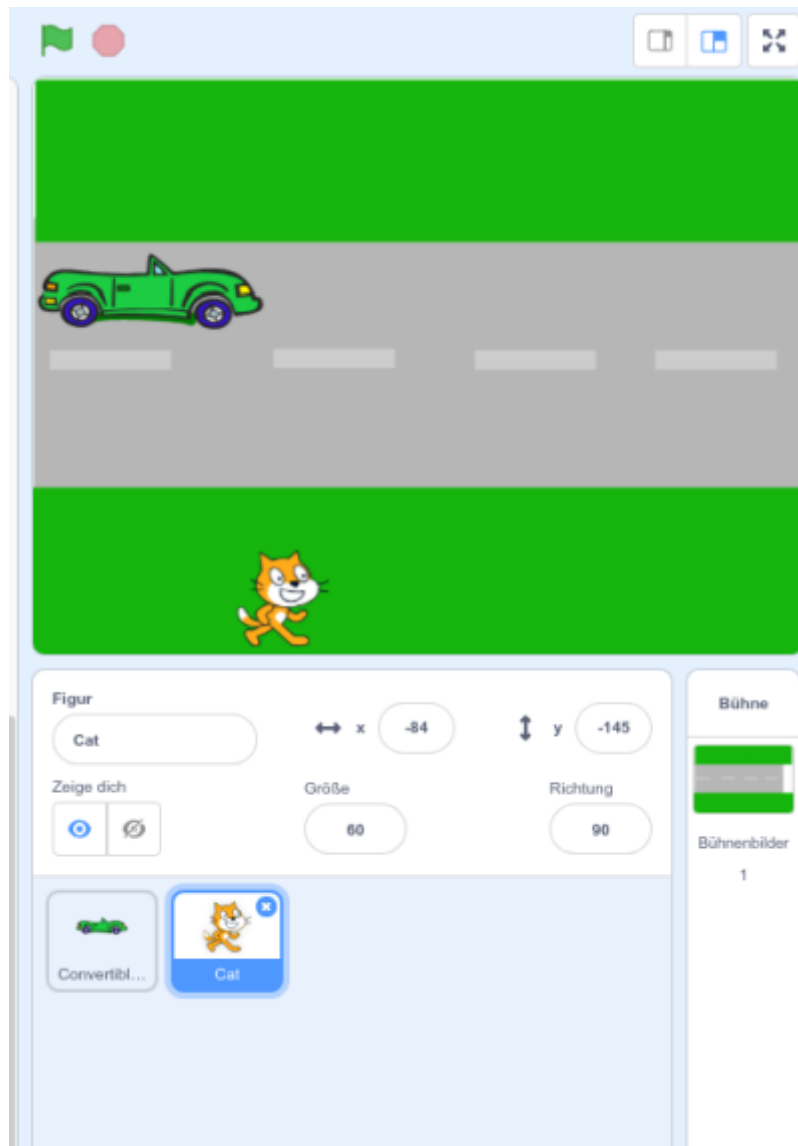 Figur
Cat
x -84
y -145
Zeige dich
Größe
60
Richtung
90
Convertibl...
Cat
Bühne
Bühnenbilder
1